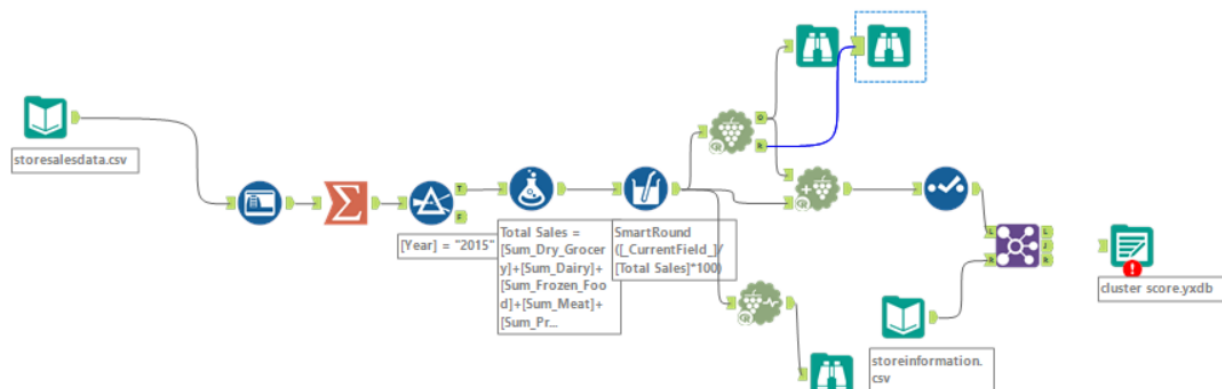 storesalesdata.csv
[Year] = "2015"
Total Sales =
[Sum_Dry_Grocer
y]+[Sum_Dairy]+
[Sum_Frozen_Foo
d]+[Sum_Meat]+
[Sum_Pr...
SmartRound
([_CurrentField_]/
[Total Sales]*100)
storeinformation.
csv
cluster score.yxdb
T
F
O
R
L
R
L
J
R